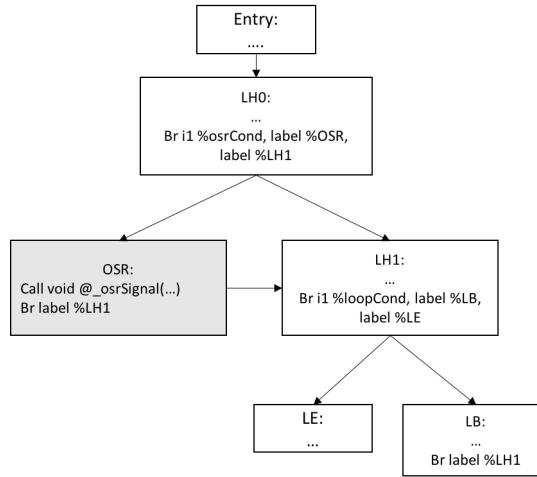 Entry:
....
LH0:
...
Br i1 %osrCond, label %OSR,
label %LH1
OSR:
Call void @_osrSignal(...)
Br label %LH1
LH1:
...
Br i1 %loopCond, label %LB,
label %LE
LE:
...
LB:
...
Br label %LH1